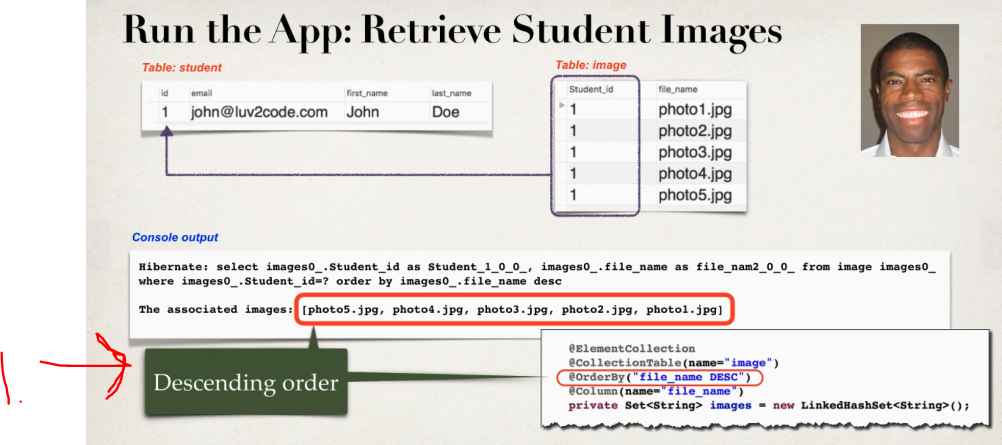 Run the App: Retrieve Student Images
Table: student
id email first_name last_name
1 john@luv2code.com John Doe
Table: image
Student_id file_name
1 photo1.jpg
1 photo2.jpg
1 photo3.jpg
1 photo4.jpg
1 photo5.jpg
Console output
Hibernate: select images0_.Student_id as Student_1_0_0_, images0_.file_name as file_nam2_0_0_ from image images0_
where images0_.Student_id=? order by images0_.file_name desc
The associated images: [photo5.jpg, photo4.jpg, photo3.jpg, photo2.jpg, photo1.jpg]
1.
Descending order
@ElementCollection
@CollectionTable(name="image")
@OrderBy("file_name DESC")
@Column(name="file_name")
private Set<String> images = new LinkedHashSet<String>();